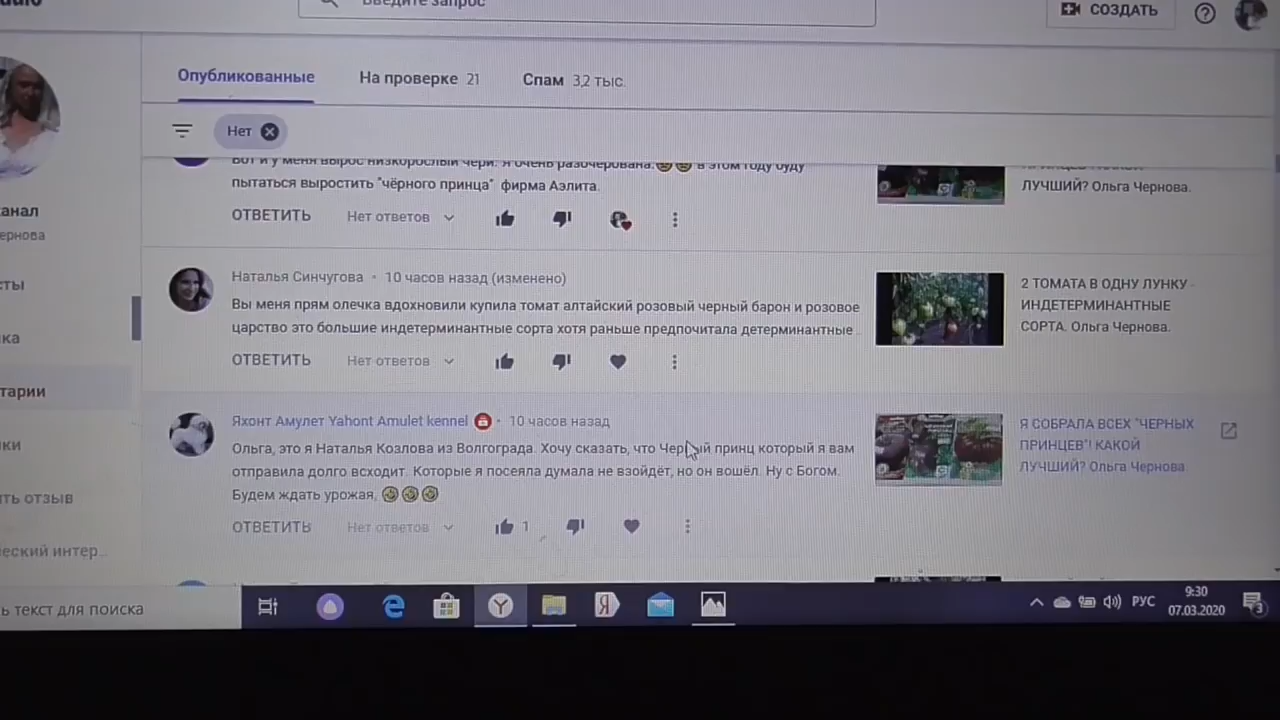 Введите запрос
СОЗДАТЬ
Опубликованные
На проверке 21
Спам 3,2 тыс.
Нет
Вот и у меня вырос низкорослый чери. Я очень разочерована. в этом году буду
пытаться выростить "чёрного принца" фирма Аэлита.
ОТВЕТИТЬ Нет ответов
ЛУЧШИЙ? Ольга Чернова.
анал
ернова
сты
ка
тарии
ки
ть отзыв
еский интер...
Наталья Синчугова • 10 часов назад (изменено)
Вы меня прям олечка вдохновили купила томат алтайский розовый черный барон и розовое
царство это большие индетерминантные сорта хотя раньше предпочитала детерминантные ...
ОТВЕТИТЬ Нет ответов
2 ТОМАТА В ОДНУ ЛУНКУ -
ИНДЕТЕРМИНАНТНЫЕ
СОРТА. Ольга Чернова.
Яхонт Амулет Yahont Amulet kennel • 10 часов назад
Ольга, это я Наталья Козлова из Волгограда. Хочу сказать, что Черный принц который я вам
отправила долго всходит. Которые я посеяла думала не взойдёт, но он вошёл. Ну с Богом.
Будем ждать урожая,
ОТВЕТИТЬ Нет ответов 1
Я СОБРАЛА ВСЕХ "ЧЕРНЫХ
ПРИНЦЕВ"! КАКОЙ
ЛУЧШИЙ? Ольга Чернова.
ь текст для поиска
РУС
9:30
07.03.2020
3